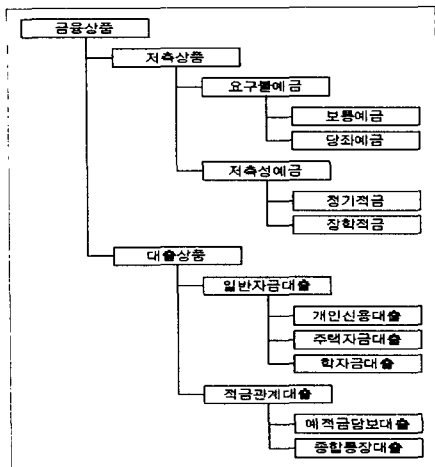 금융상품
저축상품
요구불예금
보통예금
당좌예금
저축성예금
정기적금
장학적금
대출상품
일반자금대출
개인신용대출
주택자금대출
학자금대출
적금관계대출
예적금담보대출
종합통장대출